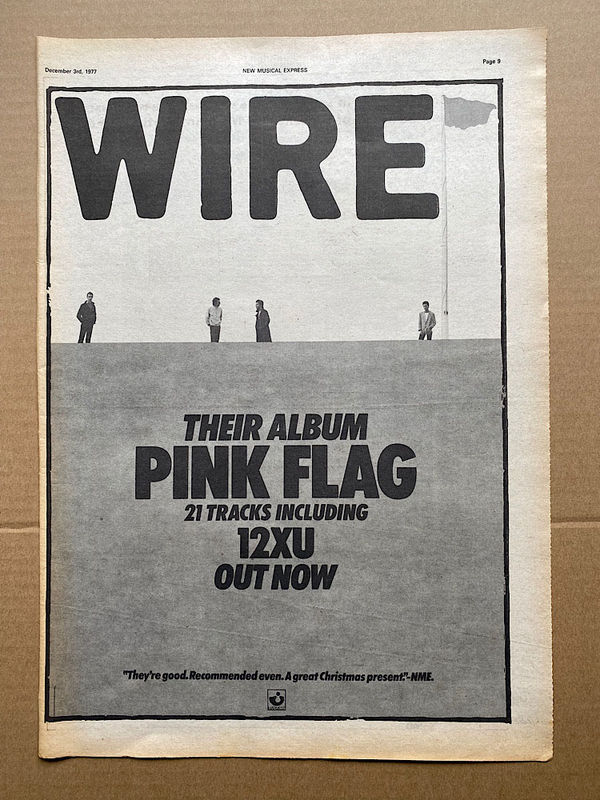 December 3rd, 1977 NEW MUSICAL EXPRESS Page 9
WIRE
THEIR ALBUM
PINK FLAG
21 TRACKS INCLUDING
12XU
OUT NOW
"They're good. Recommended even. A great Christmas present."-NME.